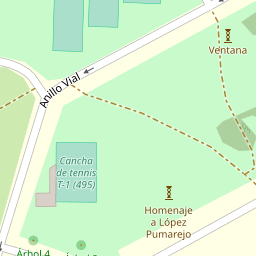 Ventana
Anillo Vial
Cancha
de tennis
T-1 (495)
Homenaje
a López
Pumarejo
Árbol 4